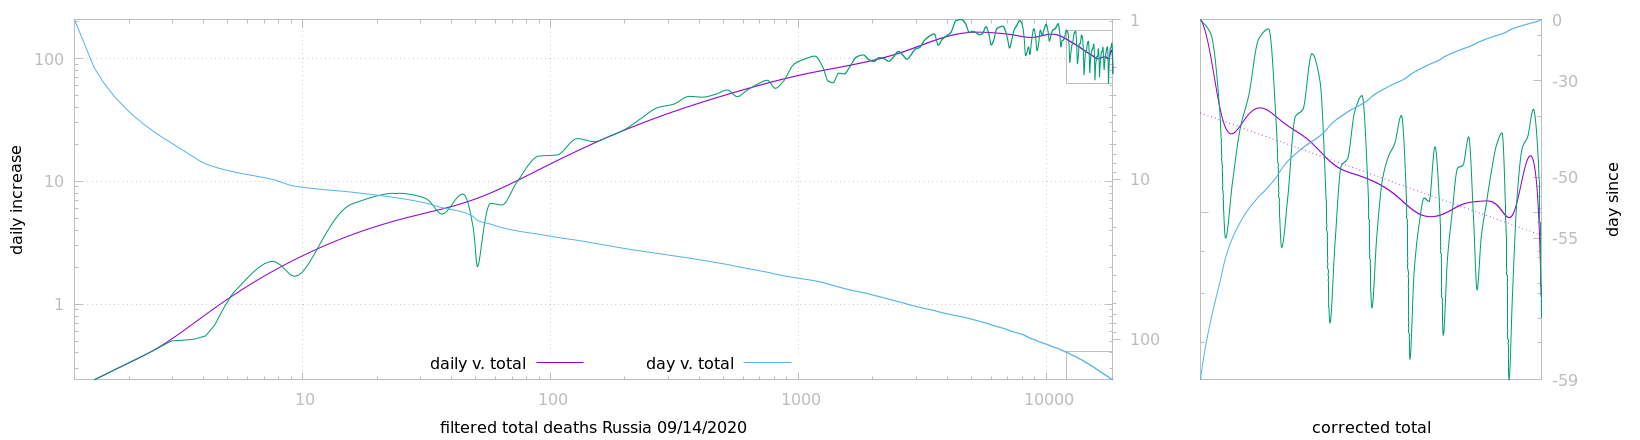 daily increase
100
10
1
10
100
1000
10000
1
10
100
daily v. total
day v. total
filtered total deaths Russia 09/14/2020
0
-30
-50
-55
-59
day since
corrected total